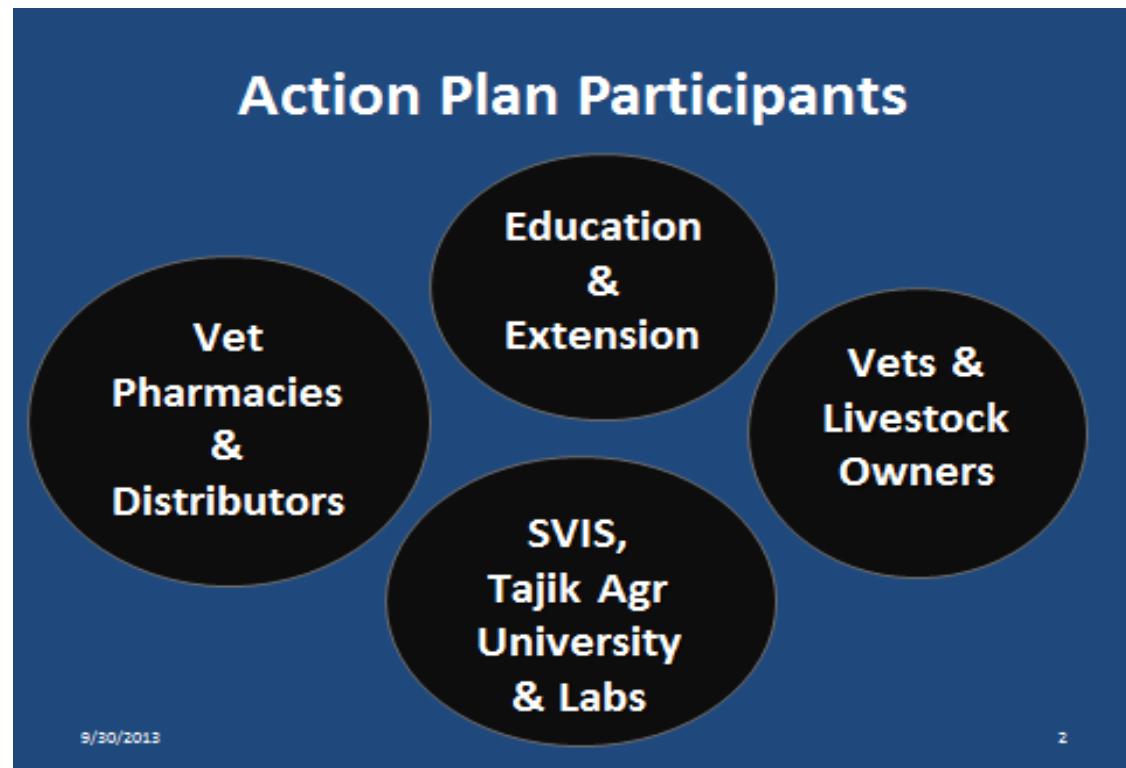 Action Plan Participants
Education
&
Extension
Vet
Pharmacies
&
Distributors
Vets &
Livestock
Owners
SVIS,
Tajik Agr
University
& Labs
9/30/2013
2